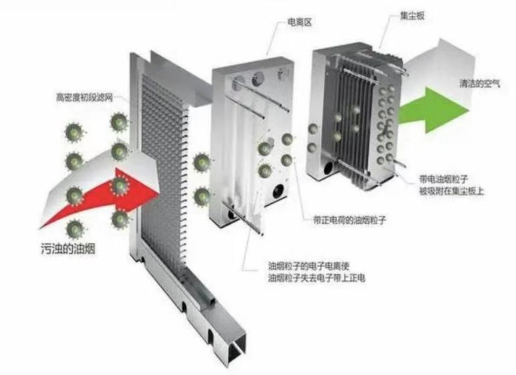 电离区
集尘板
清洁的空气
高密度初段滤网
带电油烟粒子
被吸附在集尘板上
带正电荷的油烟粒子
污浊的油烟
油烟粒子的电子电离使
油烟粒子失去电子带上正电